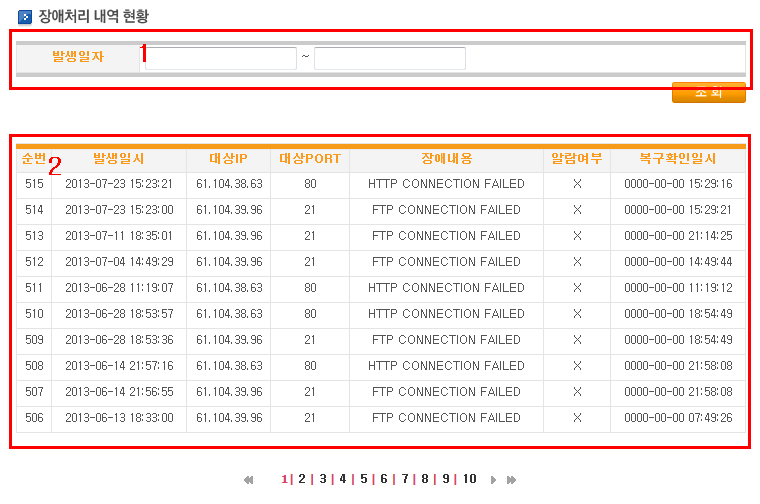 장애처리 내역 현황
발생일자 1 ~
조 회
순번 2 발생일시 대상IP 대상PORT 장애내용 알람여부 복구확인일시
515 2013-07-23 15:23:21 61.104.38.63 80 HTTP CONNECTION FAILED X 0000-00-00 15:29:16
514 2013-07-23 15:23:00 61.104.39.96 21 FTP CONNECTION FAILED X 0000-00-00 15:29:21
513 2013-07-11 18:35:01 61.104.39.96 21 FTP CONNECTION FAILED X 0000-00-00 21:14:25
512 2013-07-04 14:49:29 61.104.39.96 21 FTP CONNECTION FAILED X 0000-00-00 14:49:44
511 2013-06-28 11:19:07 61.104.38.63 80 HTTP CONNECTION FAILED X 0000-00-00 11:19:12
510 2013-06-28 18:53:57 61.104.38.63 80 HTTP CONNECTION FAILED X 0000-00-00 18:54:49
509 2013-06-28 18:53:36 61.104.39.96 21 FTP CONNECTION FAILED X 0000-00-00 18:54:49
508 2013-06-14 21:57:16 61.104.38.63 80 HTTP CONNECTION FAILED X 0000-00-00 21:58:08
507 2013-06-14 21:56:55 61.104.39.96 21 FTP CONNECTION FAILED X 0000-00-00 21:58:08
506 2013-06-13 18:33:00 61.104.39.96 21 FTP CONNECTION FAILED X 0000-00-00 07:49:26
1 | 2 | 3 | 4 | 5 | 6 | 7 | 8 | 9 | 10